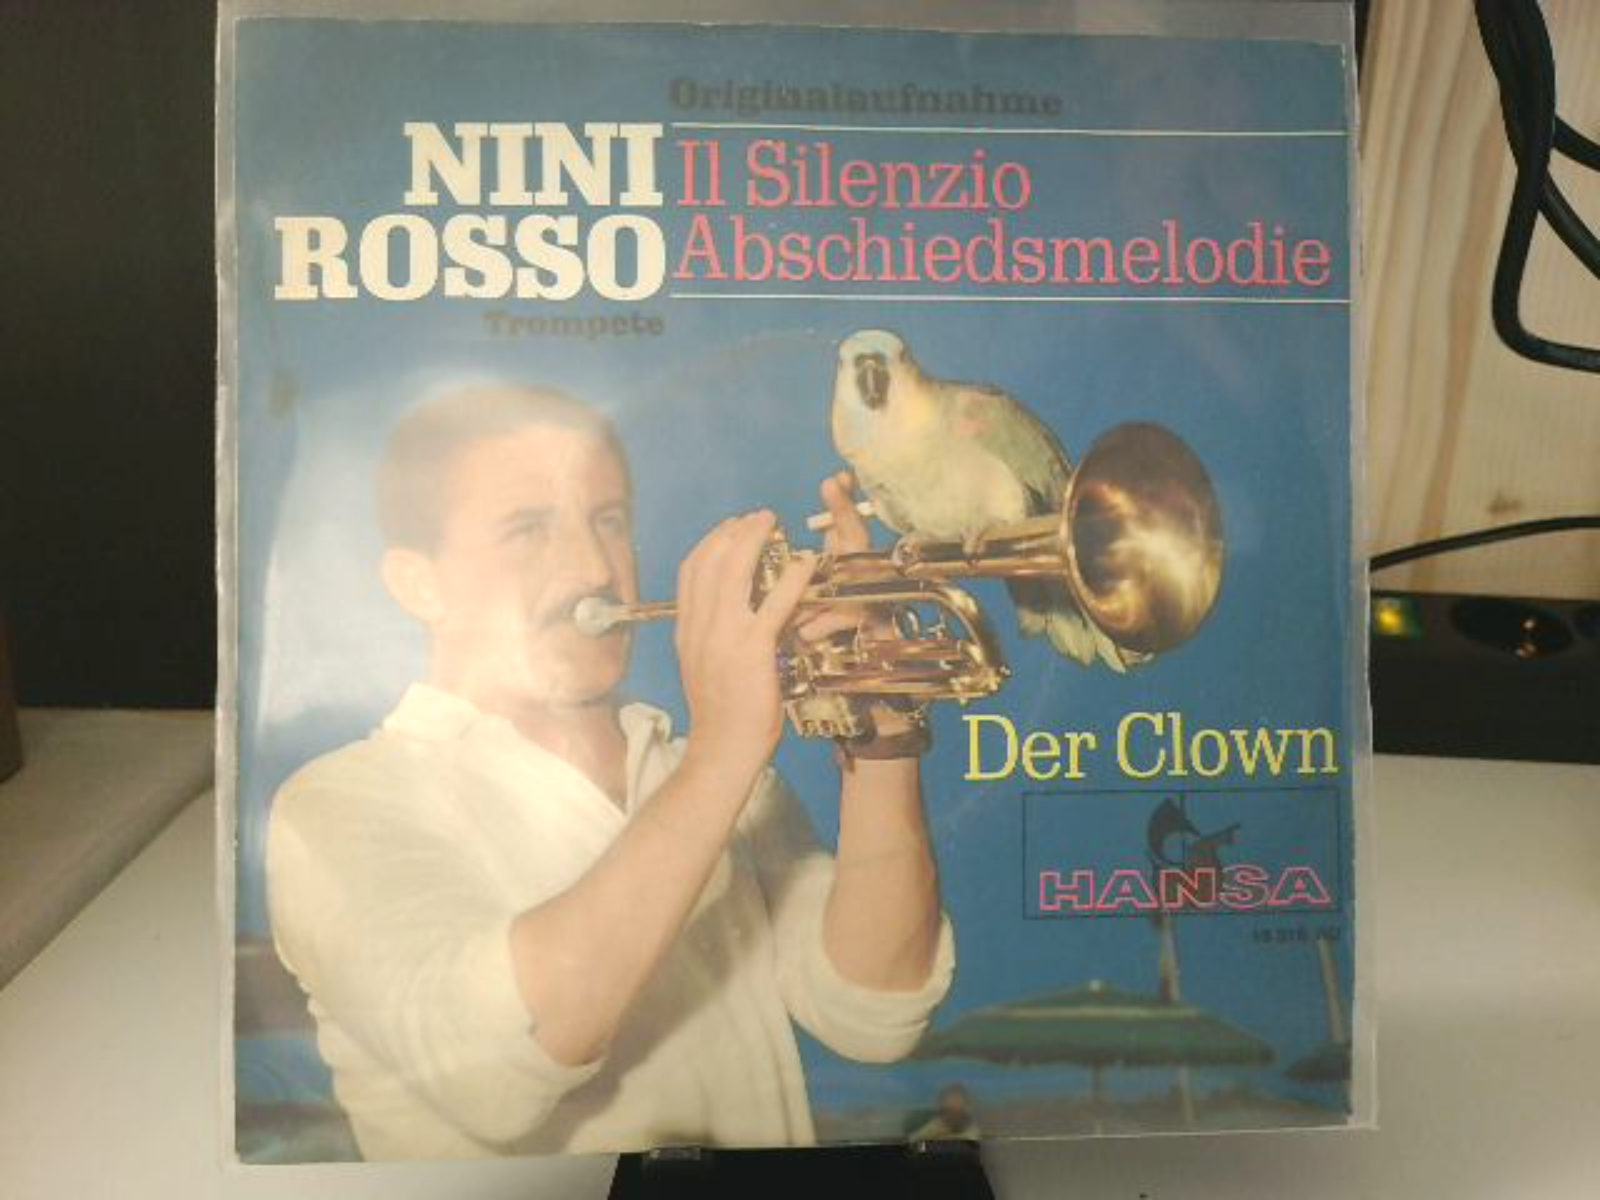 Originalaufnahme
NINI
ROSSO
Il Silenzio
Abschiedsmelodie
Trompete
Der Clown
HANSA